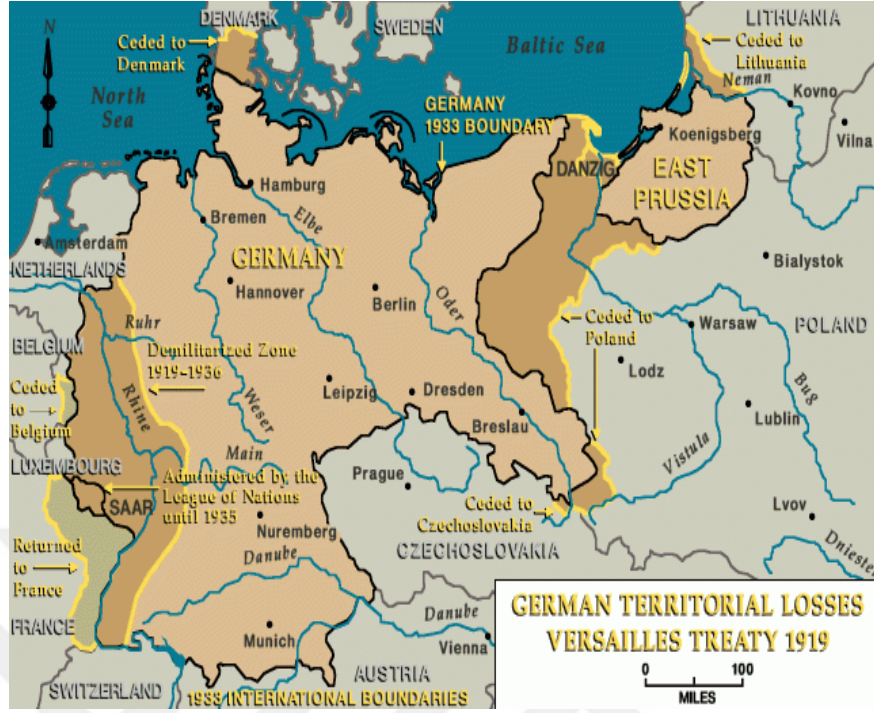 DENMARK
SWEDEN
LITHUANIA
N
Ceded to
Denmark
Baltic Sea
Ceded to
Lithuania
North
Sea
Neman
Kovno
GERMANY
1933 BOUNDARY
Koenigsberg
Vilna
DANZIG
EAST
PRUSSIA
Hamburg
Bremen
Elbe
Amsterdam
NETHERLANDS
GERMANY
Bialystok
Hannover
Berlin
Oder
Ruhr
Ceded to
Poland
Warsaw
POLAND
BELGIUM
Demilitarized Zone
1919-1936
Lodz
Bug
Ceded
to
Belgium
Rhine
Weser
Leipzig
Dresden
Breslau
Lublin
Main
Vistula
LUXEMBOURG
Administered by the
League of Nations
until 1935
SAAR
Prague
Ceded to
Czechoslovakia
Lvov
Nuremberg
Returned
to
France
Danube
CZECHOSLOVAKIA
Dniester
FRANCE
Munich
Danube
Vienna
GERMAN TERRITORIAL LOSSES
VERSAILLES TREATY 1919
AUSTRIA
SWITZERLAND
1933 INTERNATIONAL BOUNDARIES
0 100
MILES